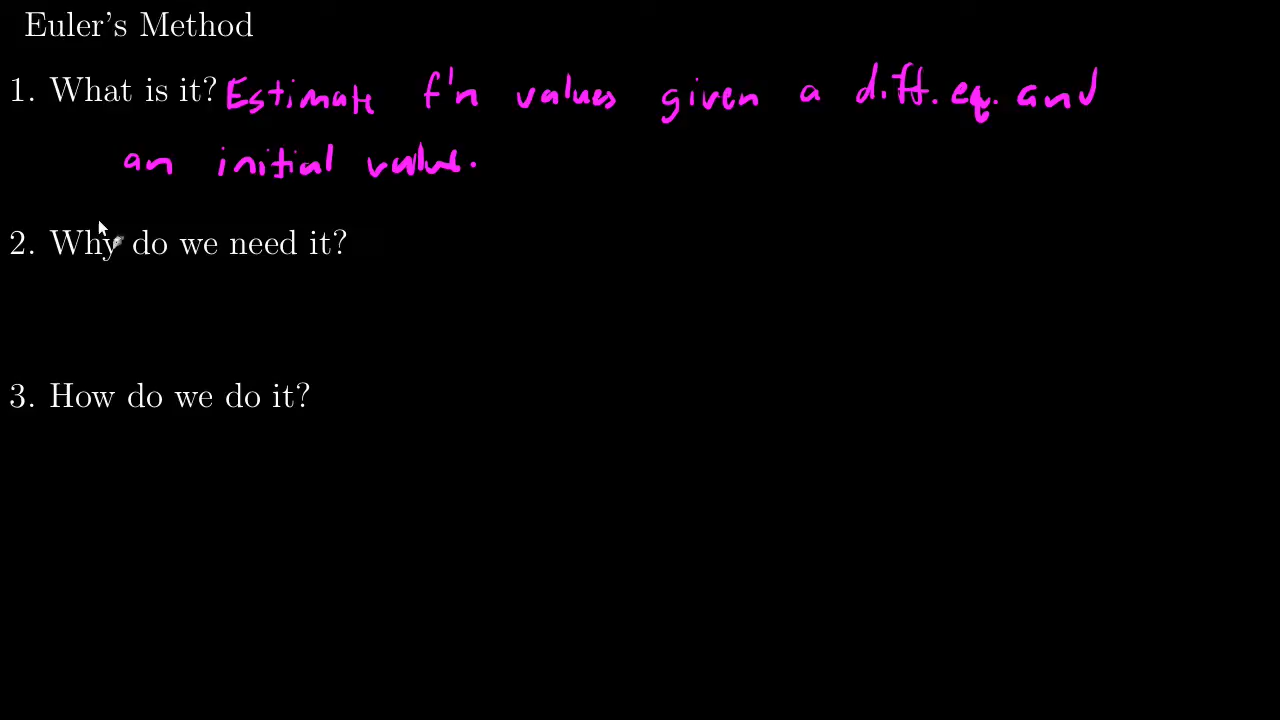 Euler's Method
1. What is it? Estimate f'n values given a diff. eq. and
an initial value.
2. Why do we need it?
3. How do we do it?